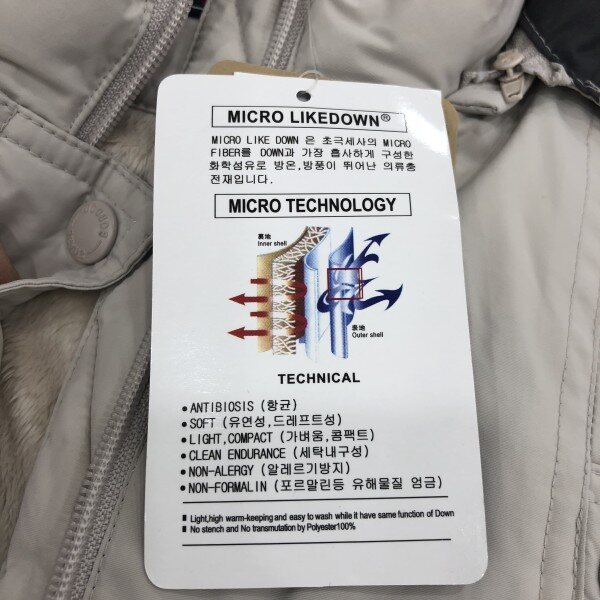 MICRO LIKEDOWN®
MICRO LIKE DOWN 은 초극세사의 MICRO
FIBER를 DOWN과 가장 흡사하게 구성한
화학섬유로 방온,방풍이 뛰어난 의류충
전재입니다.
MICRO TECHNOLOGY
裏地
Inner shell
表地
Outer shell
TECHNICAL
● ANTIBIOSIS (항균)
● SOFT (유연성,드레프트성)
● LIGHT,COMPACT (가벼움,콤팩트)
● CLEAN ENDURANCE (세탁내구성)
● NON-ALERGY (알레르기방지)
● NON-FORMALIN (포르말린등 유해물질 엄금)
Light,high warm-keeping and easy to wash while it have same function of Down
No stench and No transmutation by Polyester100%